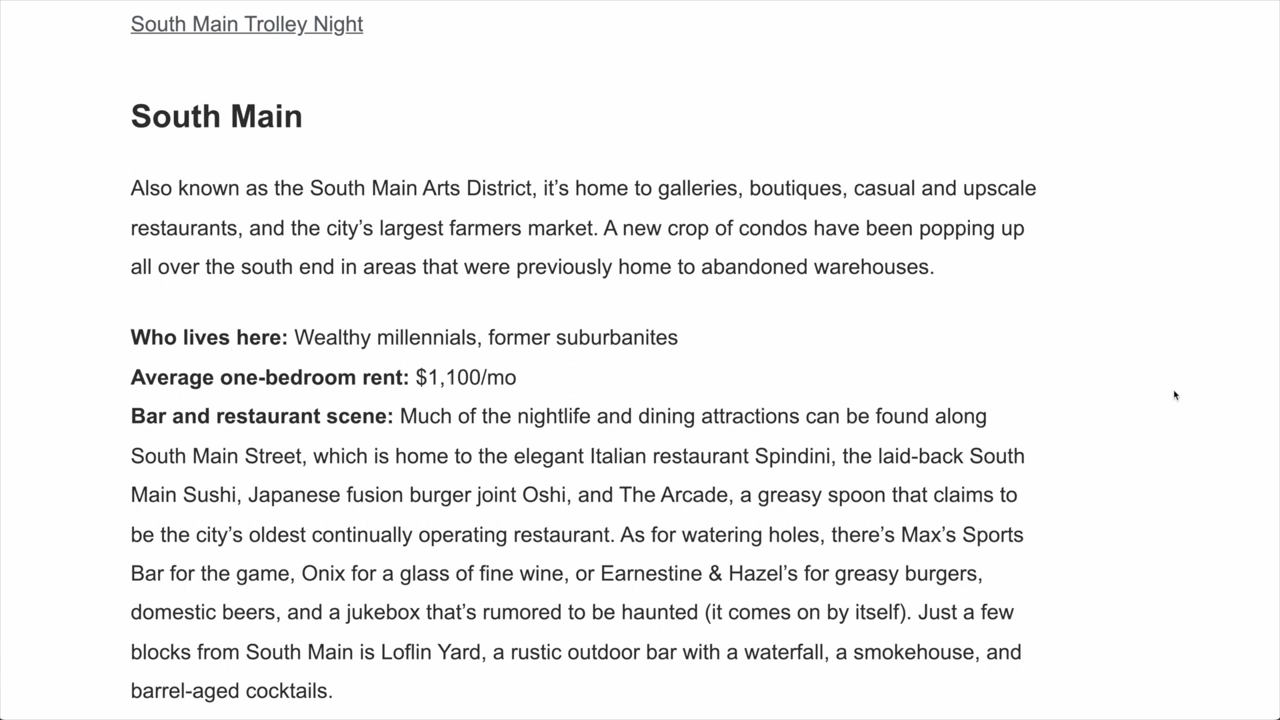 South Main Trolley Night
South Main
Also known as the South Main Arts District, it’s home to galleries, boutiques, casual and upscale
restaurants, and the city’s largest farmers market. A new crop of condos have been popping up
all over the south end in areas that were previously home to abandoned warehouses.
Who lives here: Wealthy millennials, former suburbanites
Average one-bedroom rent: $1,100/mo
Bar and restaurant scene: Much of the nightlife and dining attractions can be found along
South Main Street, which is home to the elegant Italian restaurant Spindini, the laid-back South
Main Sushi, Japanese fusion burger joint Oshi, and The Arcade, a greasy spoon that claims to
be the city’s oldest continually operating restaurant. As for watering holes, there’s Max’s Sports
Bar for the game, Onix for a glass of fine wine, or Earnestine & Hazel’s for greasy burgers,
domestic beers, and a jukebox that’s rumored to be haunted (it comes on by itself). Just a few
blocks from South Main is Loflin Yard, a rustic outdoor bar with a waterfall, a smokehouse, and
barrel-aged cocktails.